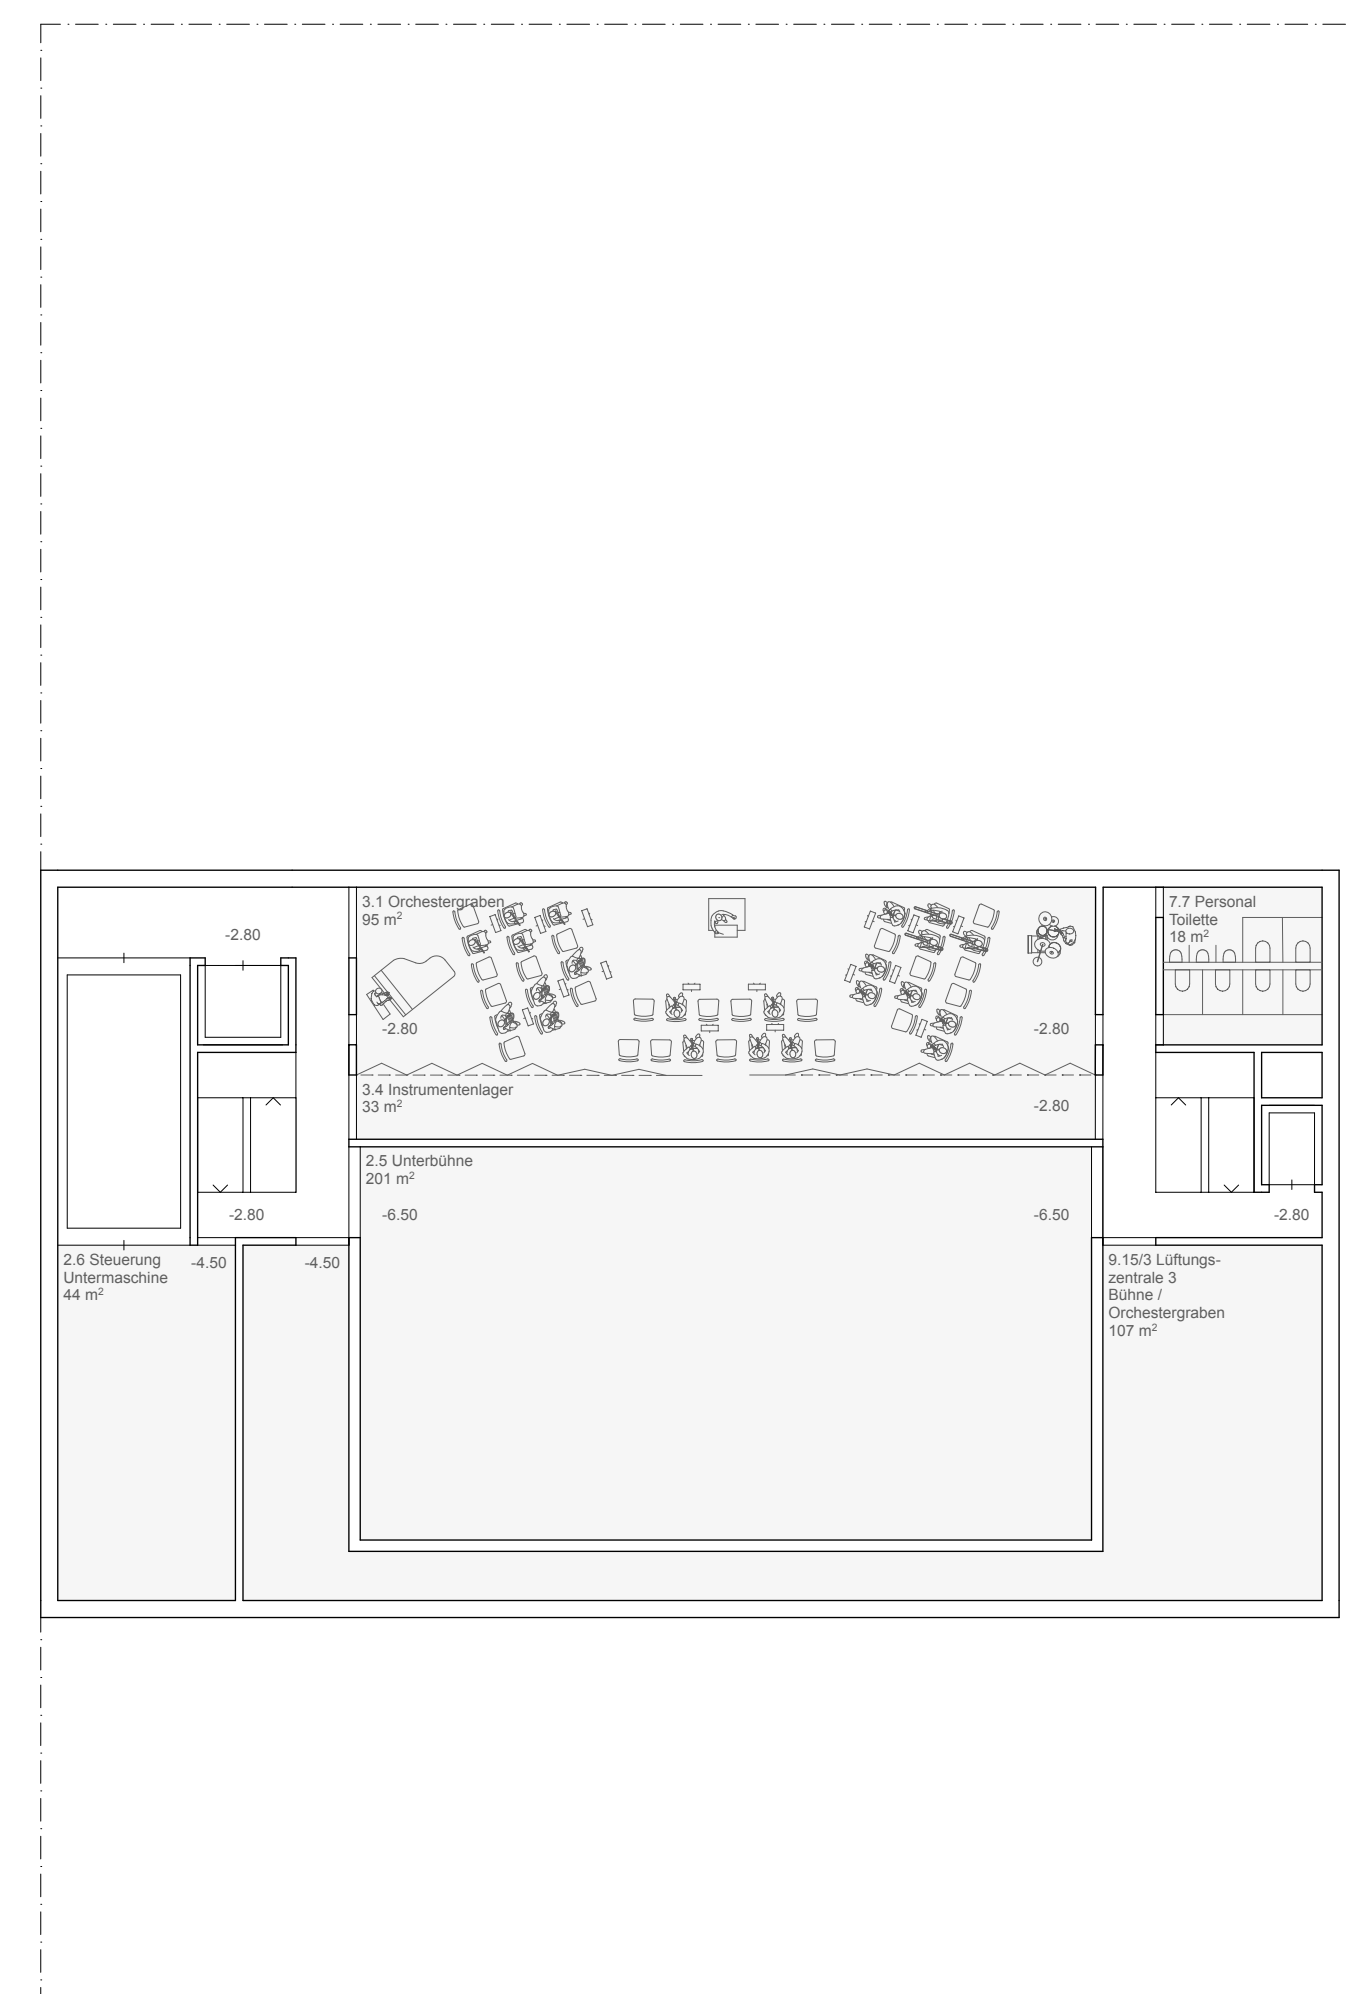 3.1 Orchestergraben
95 m²
7.7 Personal
Toilette
18 m²
-2.80
-2.80
-2.80
3.4 Instrumentenlager
33 m²
-2.80
2.5 Unterbühne
201 m²
-2.80
-6.50
-6.50
-2.80
2.6 Steuerung
Untermaschine
44 m²
-4.50
-4.50
9.15/3 Lüftungs-
zentrale 3
Bühne /
Orchestergraben
107 m²